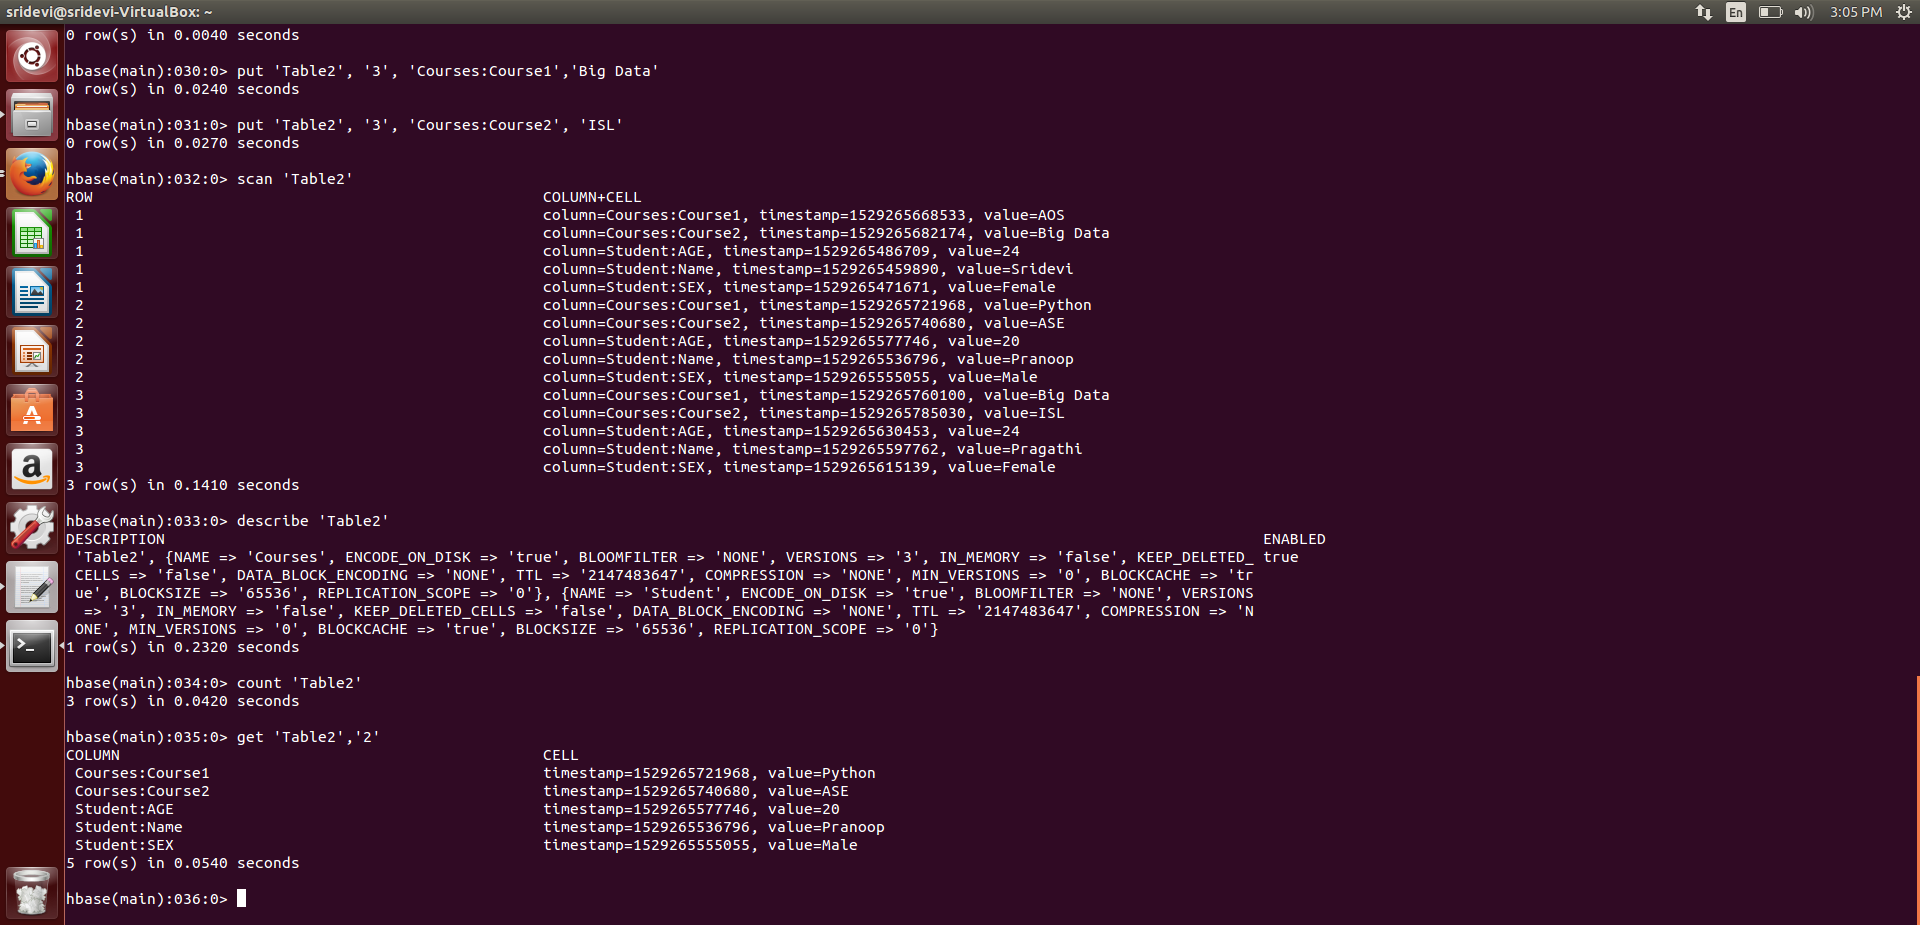 sridevi@sridevi-VirtualBox: ~
En
3:05 PM
0 row(s) in 0.0040 seconds
hbase(main):030:0> put 'Table2', '3', 'Courses:Course1','Big Data'
0 row(s) in 0.0240 seconds
hbase(main):031:0> put 'Table2', '3', 'Courses:Course2', 'ISL'
0 row(s) in 0.0270 seconds
hbase(main):032:0> scan 'Table2'
ROW COLUMN+CELL
1 column=Courses:Course1, timestamp=1529265668533, value=AOS
1 column=Courses:Course2, timestamp=1529265682174, value=Big Data
1 column=Student:AGE, timestamp=1529265486709, value=24
1 column=Student:Name, timestamp=1529265459890, value=Sridevi
1 column=Student:SEX, timestamp=1529265471671, value=Female
2 column=Courses:Course1, timestamp=1529265721968, value=Python
2 column=Courses:Course2, timestamp=1529265740680, value=ASE
2 column=Student:AGE, timestamp=1529265577746, value=20
2 column=Student:Name, timestamp=1529265536796, value=Pranoop
2 column=Student:SEX, timestamp=1529265555055, value=Male
3 column=Courses:Course1, timestamp=1529265760100, value=Big Data
3 column=Courses:Course2, timestamp=1529265785030, value=ISL
3 column=Student:AGE, timestamp=1529265630453, value=24
3 column=Student:Name, timestamp=1529265597762, value=Pragathi
3 column=Student:SEX, timestamp=1529265615139, value=Female
3 row(s) in 0.1410 seconds
hbase(main):033:0> describe 'Table2'
DESCRIPTION ENABLED
'Table2', {NAME => 'Courses', ENCODE_ON_DISK => 'true', BLOOMFILTER => 'NONE', VERSIONS => '3', IN_MEMORY => 'false', KEEP_DELETED_ true
CELLS => 'false', DATA_BLOCK_ENCODING => 'NONE', TTL => '2147483647', COMPRESSION => 'NONE', MIN_VERSIONS => '0', BLOCKCACHE => 'tr
ue', BLOCKSIZE => '65536', REPLICATION_SCOPE => '0'}, {NAME => 'Student', ENCODE_ON_DISK => 'true', BLOOMFILTER => 'NONE', VERSIONS
=> '3', IN_MEMORY => 'false', KEEP_DELETED_CELLS => 'false', DATA_BLOCK_ENCODING => 'NONE', TTL => '2147483647', COMPRESSION => 'N
ONE', MIN_VERSIONS => '0', BLOCKCACHE => 'true', BLOCKSIZE => '65536', REPLICATION_SCOPE => '0'}
1 row(s) in 0.2320 seconds
hbase(main):034:0> count 'Table2'
3 row(s) in 0.0420 seconds
hbase(main):035:0> get 'Table2','2'
COLUMN CELL
Courses:Course1 timestamp=1529265721968, value=Python
Courses:Course2 timestamp=1529265740680, value=ASE
Student:AGE timestamp=1529265577746, value=20
Student:Name timestamp=1529265536796, value=Pranoop
Student:SEX timestamp=1529265555055, value=Male
5 row(s) in 0.0540 seconds
hbase(main):036:0>